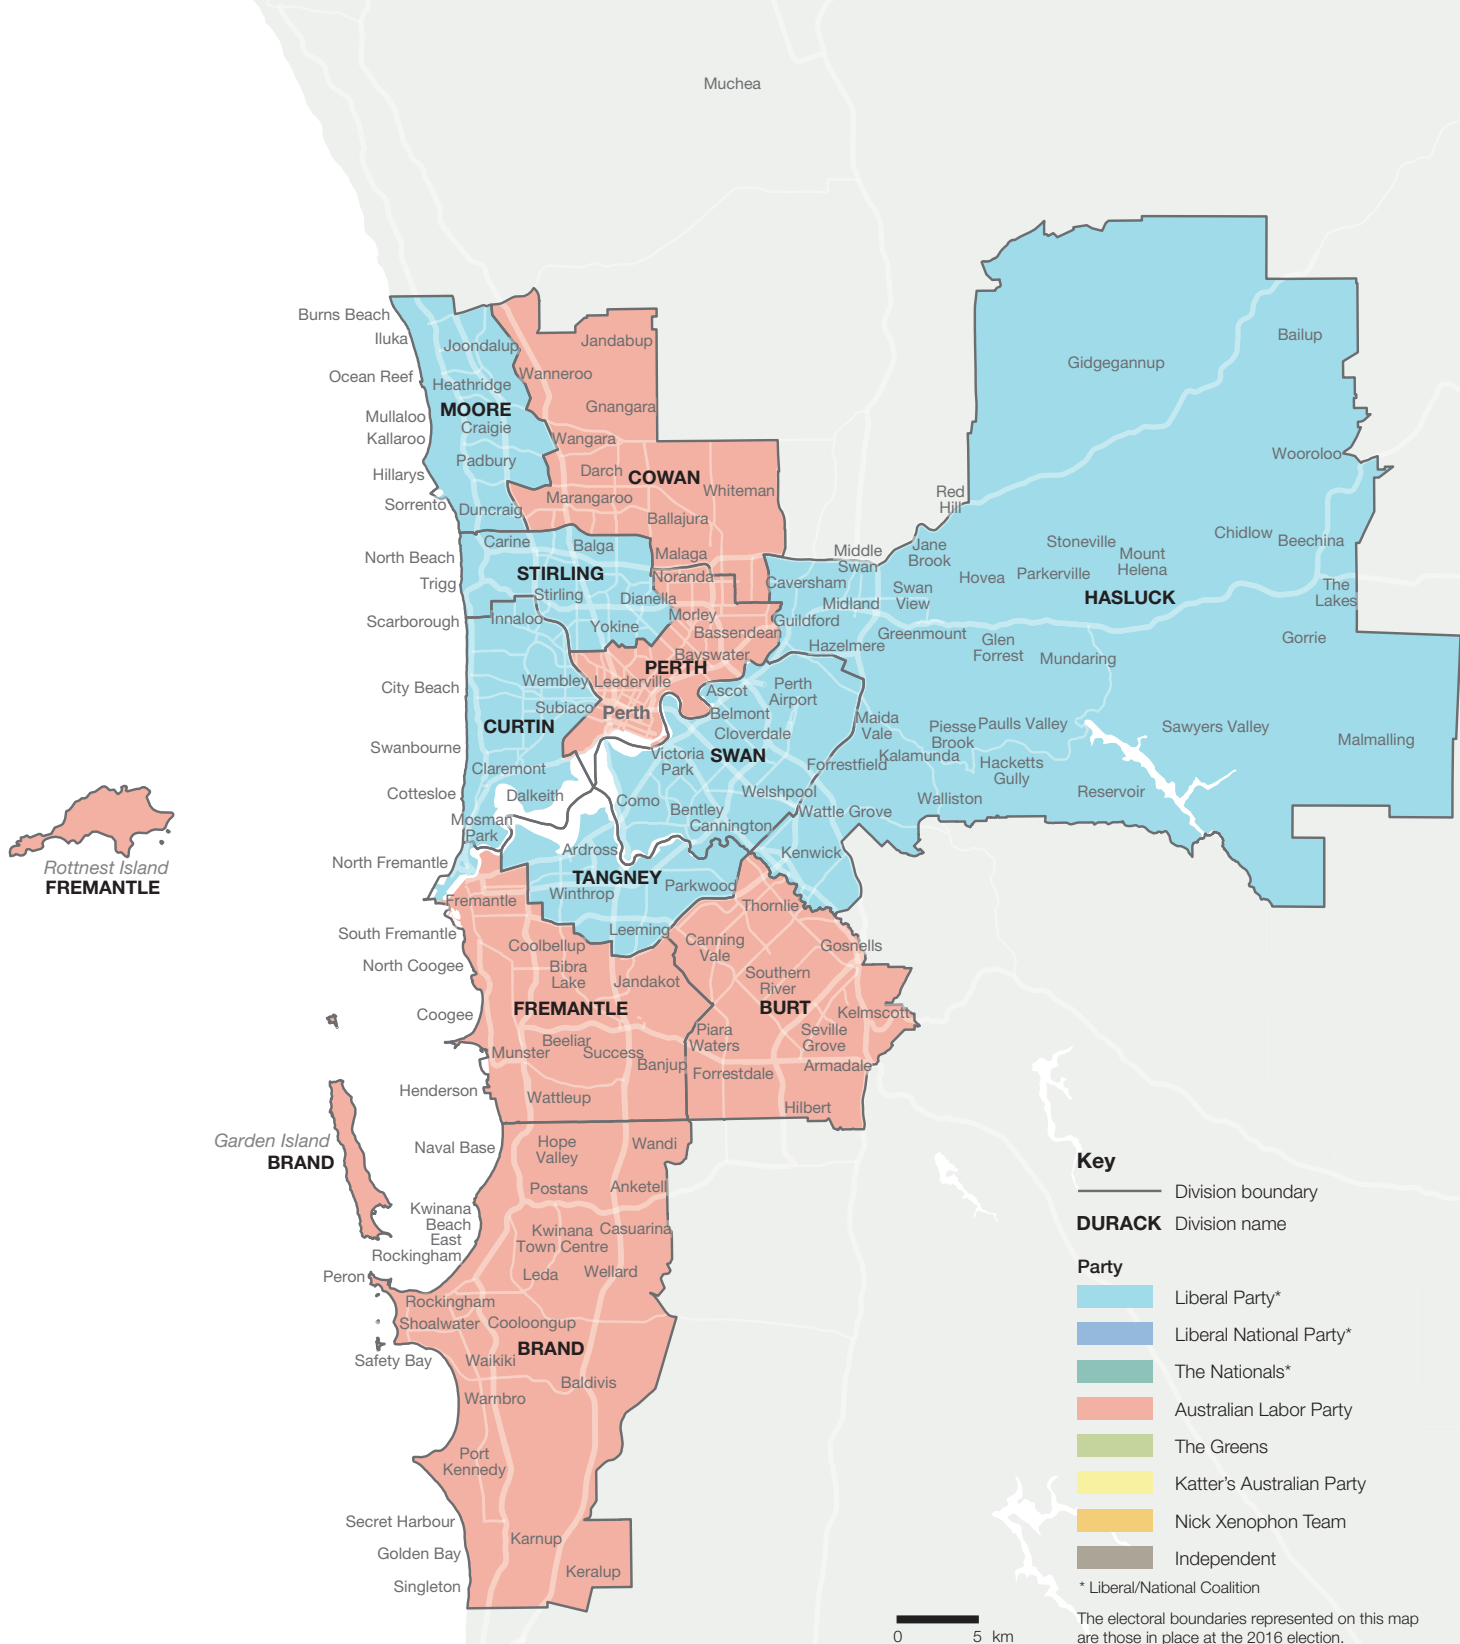 Muchea
Burns Beach
Iluka
Joondalup
Jandabup
Bailup
Gidgegannup
Ocean Reef
Heathridge
Wanneroo
MOORE
Gnangara
Mullaloo
Craigie
Kallaroo
Wangara
Padbury
Wooroloo
Hillarys
Darch
COWAN
Sorrento
Duncraig
Marangaroo
Whiteman
Red
Hill
Ballajura
North Beach
Carine
Balga
Malaga
Middle
Swan
Jane
Brook
Stoneville
Mount
Helena
Chidlow
Beechina
Trigg
STIRLING
Noranda
Caversham
Hovea
Parkerville
Stirling
Dianella
Midland
Swan
View
HASLUCK
The
Lakes
Scarborough
Innaloo
Yokine
Morley
Bassendean
Guildford
Hazelmere
Greenmount
Glen
Forrest
Mundaring
Gorrie
Bayswater
PERTH
City Beach
Wembley
Leederville
Ascot
Perth
Airport
Subiaco
Perth
Belmont
Cloverdale
Maida
Vale
Piesse
Brook
Paulls Valley
Sawyers Valley
Malmalling
CURTIN
Swanbourne
Victoria
Park
SWAN
Forrestfield
Kalamunda
Hacketts
Gully
Claremont
Cottesloe
Dalkeith
Como
Welshpool
Walliston
Reservoir
Mosman
Park
Bentley
Cannington
Wattle Grove
Rottnest Island
FREMANTLE
North Fremantle
Ardross
Kenwick
TANGNEY
Winthrop
Parkwood
Fremantle
Thornlie
South Fremantle
Leeming
Coolbellup
Canning
Vale
Gosnells
North Coogee
Bibra
Lake
Jandakot
Southern
River
Coogee
FREMANTLE
BURT
Kelmscott
Beeliar
Piara
Waters
Seville
Grove
Munster
Success
Banjup
Forrestdale
Armadale
Henderson
Wattleup
Hilbert
Garden Island
BRAND
Naval Base
Hope
Valley
Wandi
Postans
Anketell
Kwinana
Beach
East
Rockingham
Kwinana
Town Centre
Casuarina
Peron
Leda
Wellard
Rockingham
Shoalwater
Cooloongup
Safety Bay
Waikiki
BRAND
Baldivis
Warnbro
Port
Kennedy
Secret Harbour
Karnup
Golden Bay
Keralup
Singleton
Key
Division boundary
DURACK Division name
Party
Liberal Party*
Liberal National Party*
The Nationals*
Australian Labor Party
The Greens
Katter's Australian Party
Nick Xenophon Team
Independent
* Liberal/National Coalition
The electoral boundaries represented on this map
are those in place at the 2016 election.
0 5 km